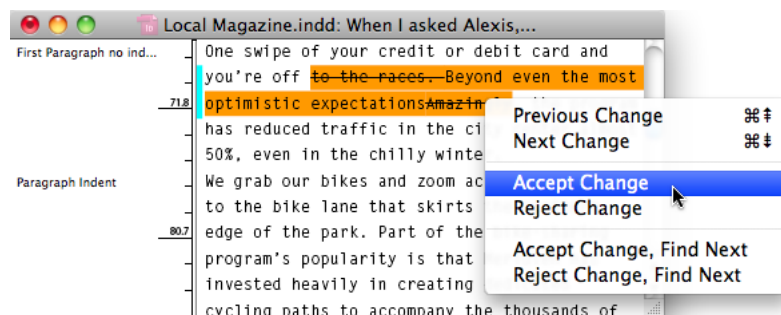 Local Magazine.indd: When I asked Alexis,...
First Paragraph no ind...
One swipe of your credit or debit card and
you're off to the races. Beyond even the most
71.8
optimistic expectationsAmazin
has reduced traffic in the ci
50%, even in the chilly winte
Paragraph Indent
We grab our bikes and zoom ac
to the bike lane that skirts
80.7
edge of the park. Part of the
program's popularity is that
invested heavily in creating
cycling paths to accompany the thousands of
Previous Change ⌘⇞
Next Change ⌘⇟
Accept Change
Reject Change
Accept Change, Find Next
Reject Change, Find Next